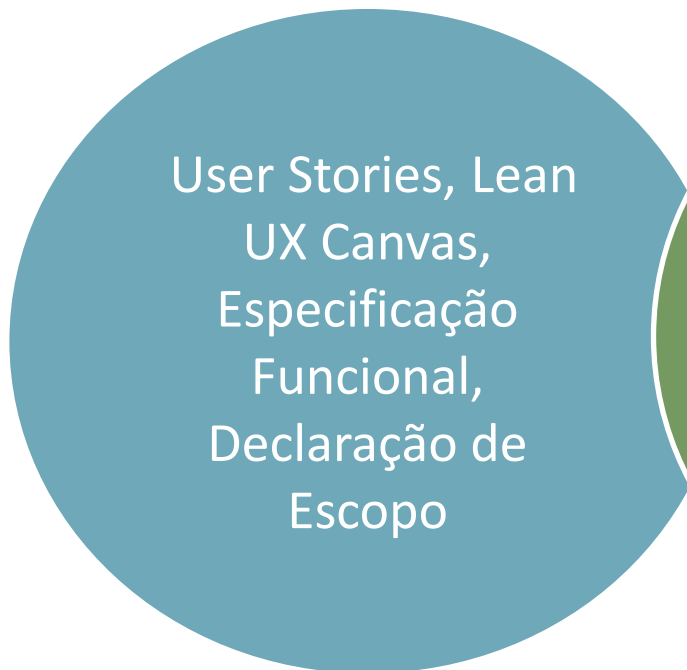 User Stories, Lean
UX Canvas,
Especificação
Funcional,
Declaração de
Escopo